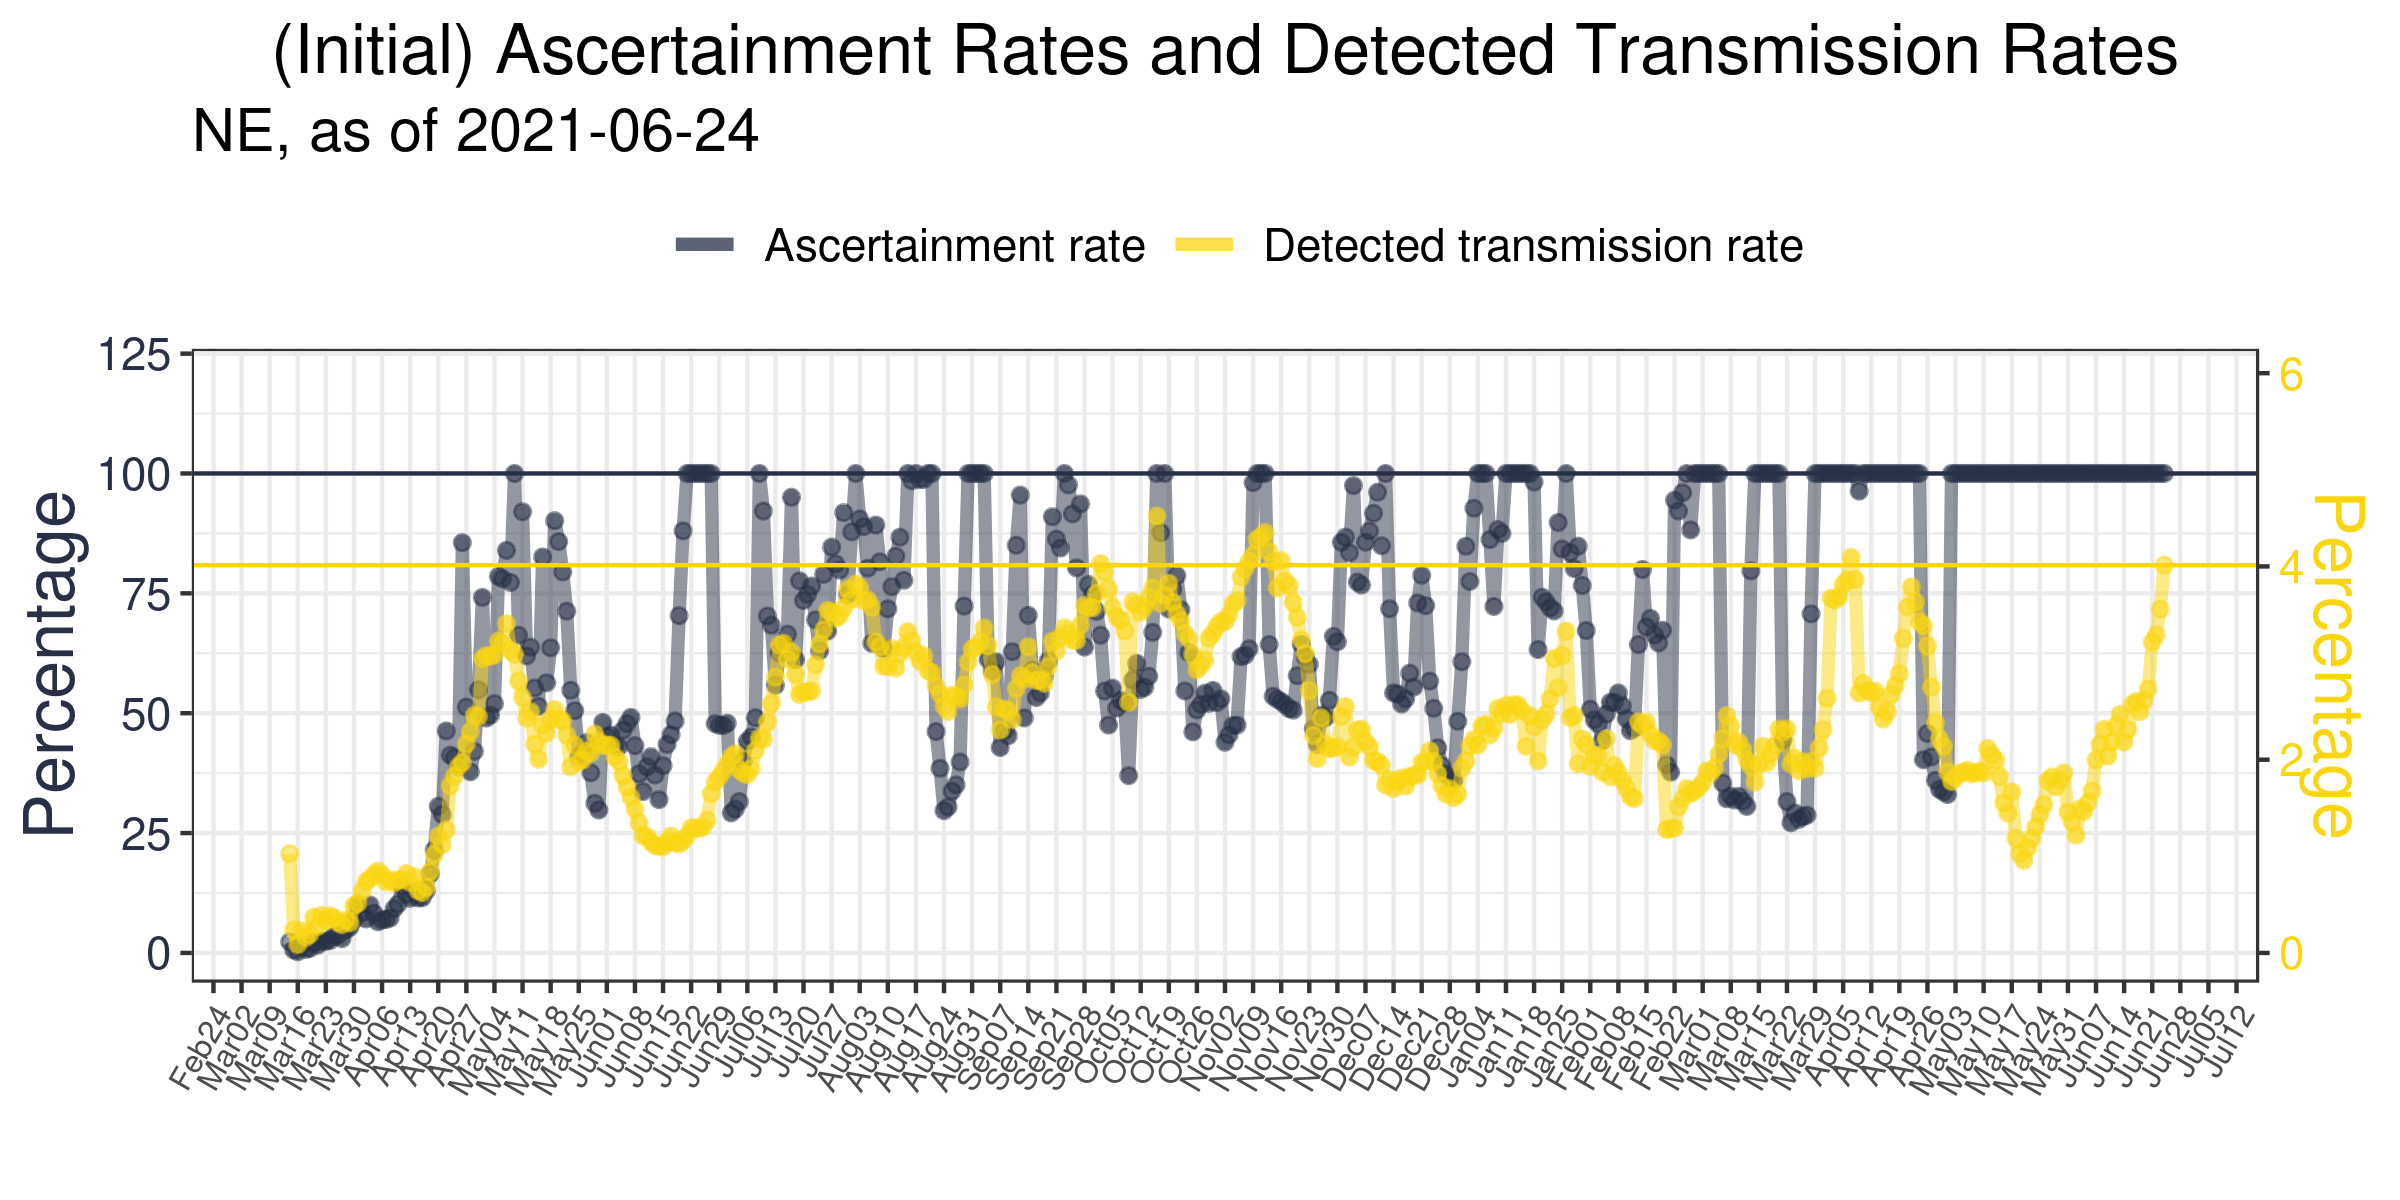 (Initial) Ascertainment Rates and Detected Transmission Rates
NE, as of 2021-06-24
Ascertainment rate
Detected transmission rate
Percentage
125
100
75
50
25
0
6
4
2
0
Percentage
Feb24
Mar02
Mar09
Mar16
Mar23
Mar30
Apr06
Apr13
Apr20
Apr27
May04
May11
May18
May25
Jun01
Jun08
Jun15
Jun22
Jun29
Jul06
Jul13
Jul20
Jul27
Aug03
Aug10
Aug17
Aug24
Aug31
Sep07
Sep14
Sep21
Sep28
Oct05
Oct12
Oct19
Oct26
Nov02
Nov09
Nov16
Nov23
Nov30
Dec07
Dec14
Dec21
Dec28
Jan04
Jan11
Jan18
Jan25
Feb01
Feb08
Feb15
Feb22
Mar01
Mar08
Mar15
Mar22
Mar29
Apr05
Apr12
Apr19
Apr26
May03
May10
May17
May24
May31
Jun07
Jun14
Jun21
Jun28
Jul05
Jul12